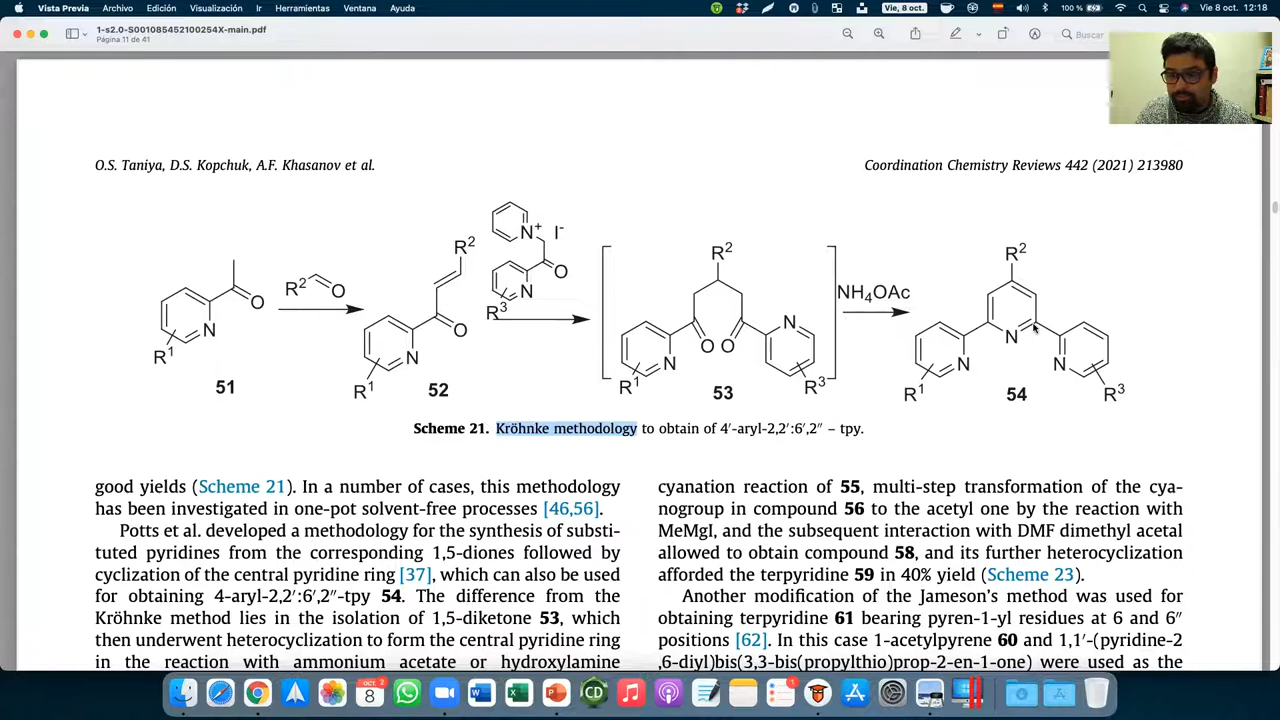 Vista Previa Archivo Edición Visualización Ir Herramientas Ventana Ayuda 100 % Vie, 8 oct. Vie 8 oct. 12:18
1-s2.0-S001085452100254X-main.pdf
Página 11 de 41
Buscar
O.S. Taniya, D.S. Kopchuk, A.F. Khasanov et al.
Coordination Chemistry Reviews 442 (2021) 213980
R1 N O 51
R2 O
R2 O N R1 52
N+ I- O N R3
R2 O O N N R1 R3 53
NH4OAc
R2 N N N R1 R3 54
Scheme 21. Kröhnke methodology to obtain of 4′-aryl-2,2′:6′,2″ – tpy.
good yields (Scheme 21). In a number of cases, this methodology
has been investigated in one-pot solvent-free processes [46,56].
Potts et al. developed a methodology for the synthesis of substi-
tuted pyridines from the corresponding 1,5-diones followed by
cyclization of the central pyridine ring [37], which can also be used
for obtaining 4-aryl-2,2′:6′,2″-tpy 54. The difference from the
Kröhnke method lies in the isolation of 1,5-diketone 53, which
then underwent heterocyclization to form the central pyridine ring
in the reaction with ammonium acetate or hydroxylamine
cyanation reaction of 55, multi-step transformation of the cya-
nogroup in compound 56 to the acetyl one by the reaction with
MeMgI, and the subsequent interaction with DMF dimethyl acetal
allowed to obtain compound 58, and its further heterocyclization
afforded the terpyridine 59 in 40% yield (Scheme 23).
Another modification of the Jameson's method was used for
obtaining terpyridine 61 bearing pyren-1-yl residues at 6 and 6″
positions [62]. In this case 1-acetylpyrene 60 and 1,1′-(pyridine-2
,6-diyl)bis(3,3-bis(propylthio)prop-2-en-1-one) were used as the
OCT. 2
8
CD
1